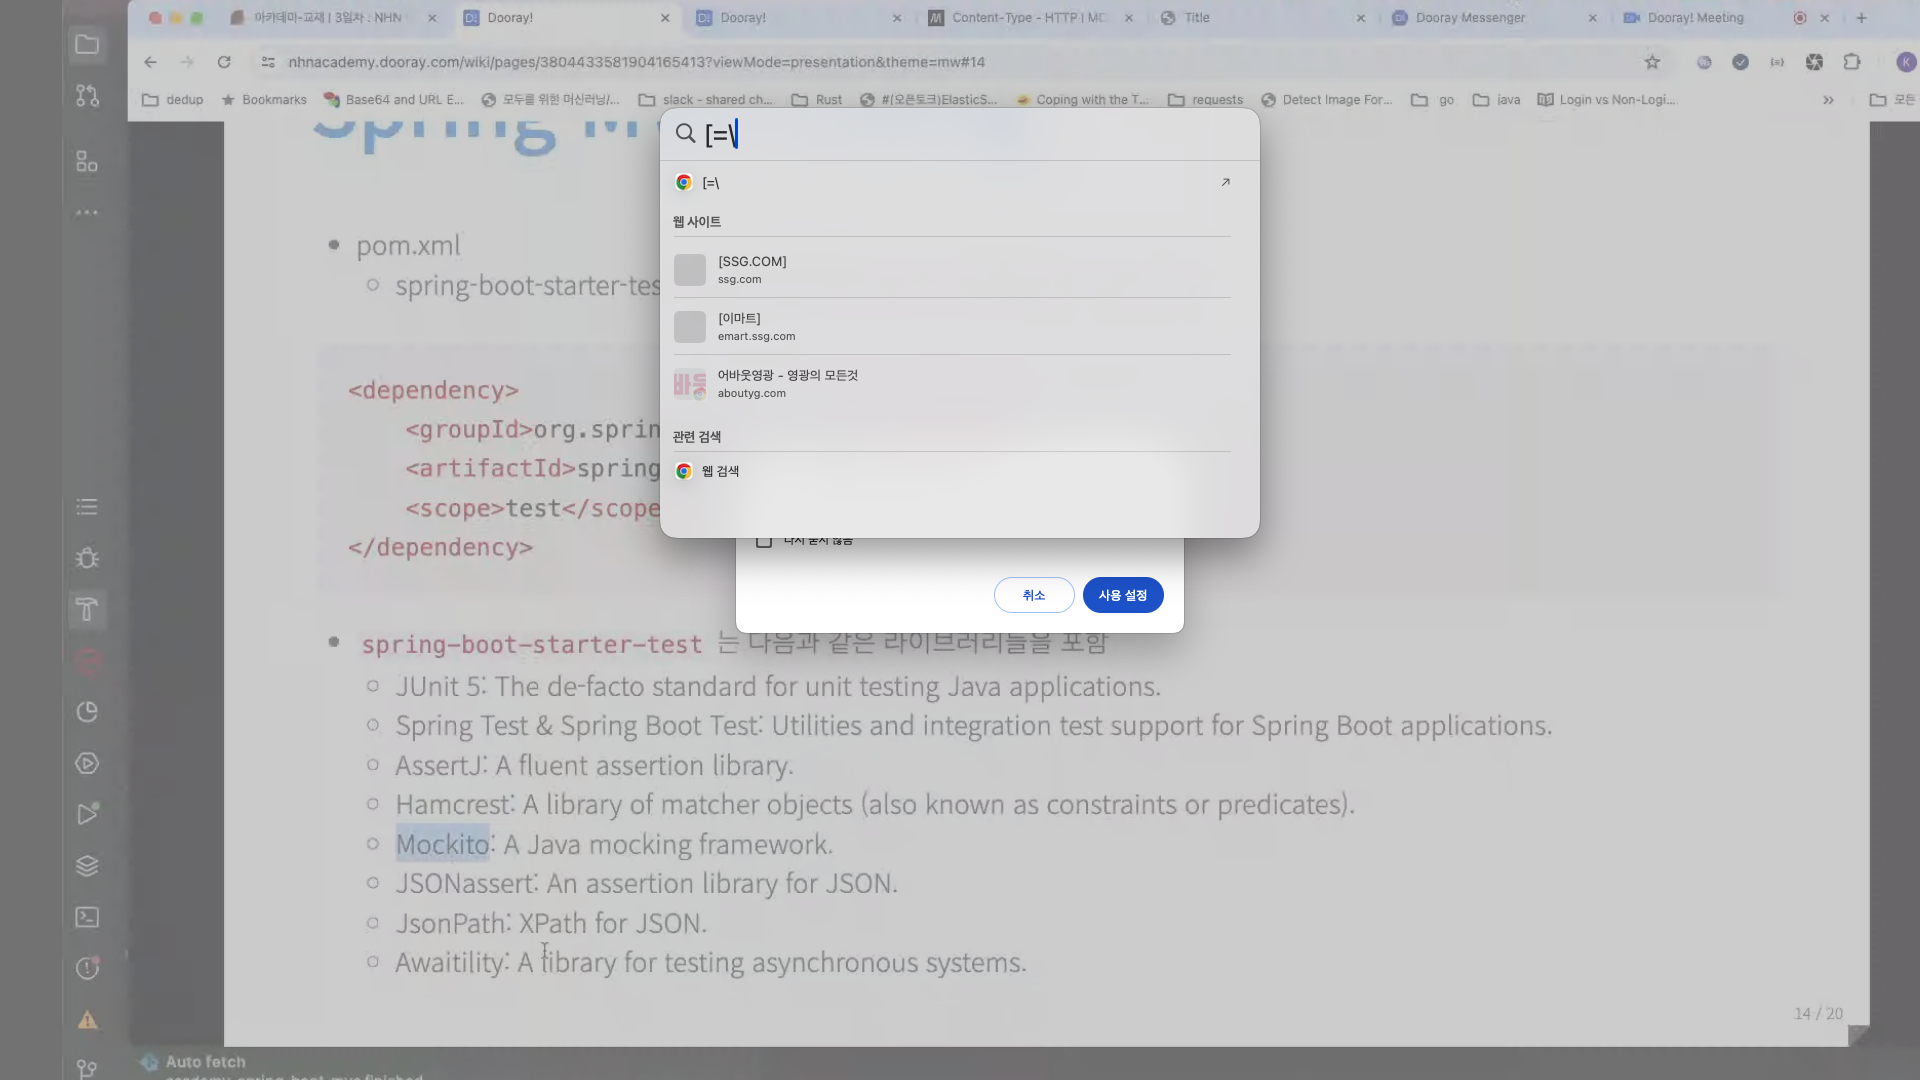 아카데미-교재 | 3일차 : NHN
Dooray!
Dooray!
Content-Type - HTTP | MD
Title
Dooray Messenger
Dooray! Meeting
nhnacademy.dooray.com/wiki/pages/3804433581904165413?viewMode=presentation&theme=mw#14
K
dedup
Bookmarks
Base64 and URL E...
모두를 위한 머신러닝/...
slack - shared ch...
Rust
#(오픈토크)ElasticS...
Coping with the T...
requests
Detect Image For...
go
java
Login vs Non-Logi...
모든
Spring M
[=\
[=\
웹 사이트
[SSG.COM]
ssg.com
[이마트]
emart.ssg.com
어바웃영광 - 영광의 모든것
aboutyg.com
관련 검색
웹 검색
다시 묻지 않음
취소
사용 설정
pom.xml
spring-boot-starter-tes
<dependency>
<groupId>org.sprin
<artifactId>spring
<scope>test</scope
</dependency>
spring-boot-starter-test 는 다음과 같은 라이브러리들을 포함
JUnit 5: The de-facto standard for unit testing Java applications.
Spring Test & Spring Boot Test: Utilities and integration test support for Spring Boot applications.
AssertJ: A fluent assertion library.
Hamcrest: A library of matcher objects (also known as constraints or predicates).
Mockito: A Java mocking framework.
JSONassert: An assertion library for JSON.
JsonPath: XPath for JSON.
Awaitility: A library for testing asynchronous systems.
14 / 20
Auto fetch
academy-spring-boot-mvc finished